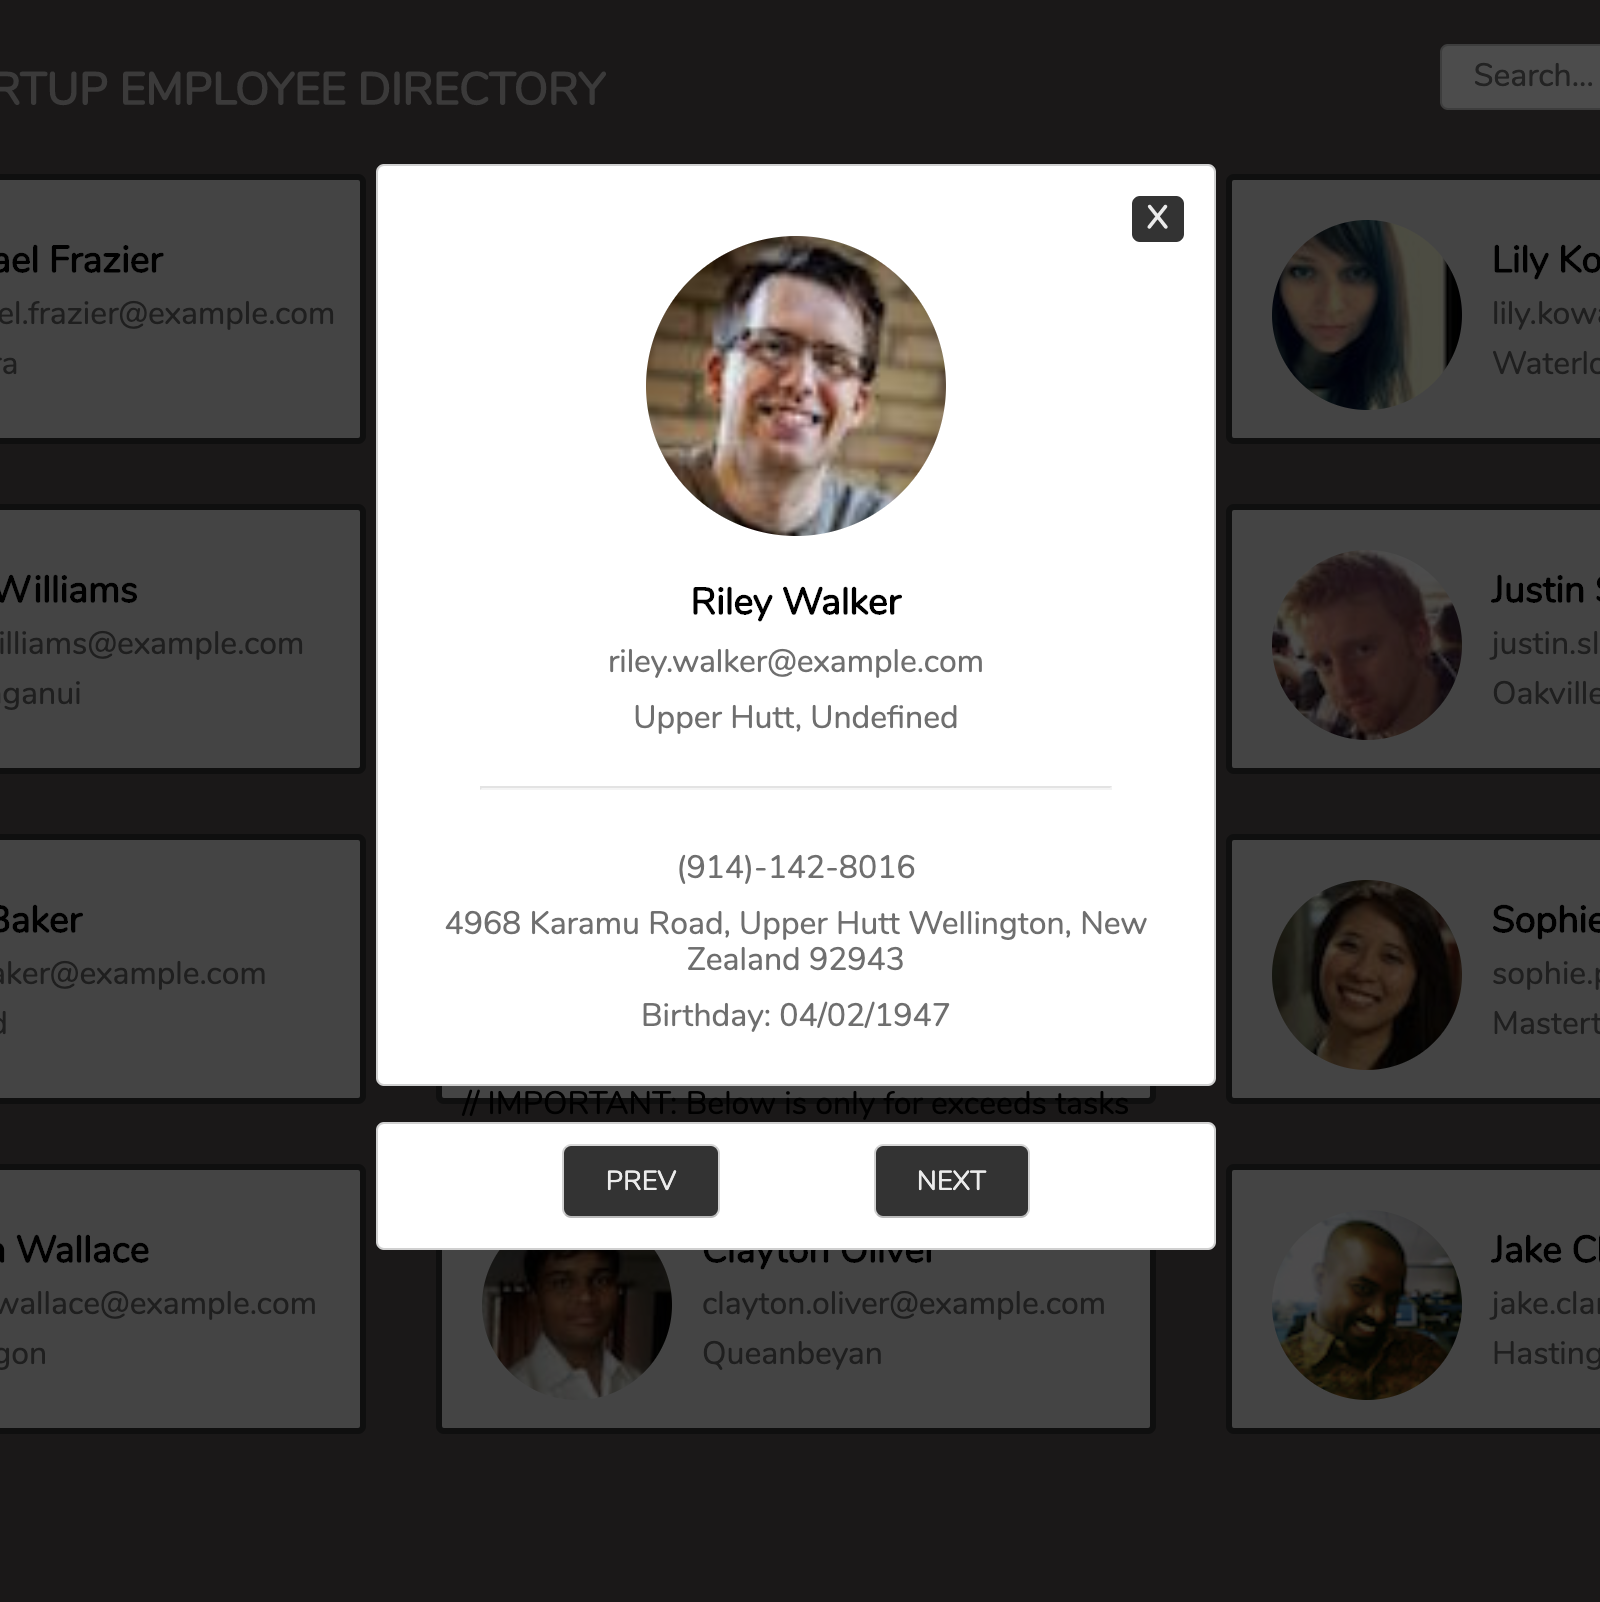 RTUP EMPLOYEE DIRECTORY
Search...
X
ael Frazier
el.frazier@example.com
ra
Riley Walker
riley.walker@example.com
Upper Hutt, Undefined
(914)-142-8016
4968 Karamu Road, Upper Hutt Wellington, New
Zealand 92943
Birthday: 04/02/1947
// IMPORTANT: Below is only for exceeds tasks
PREV
NEXT
Lily Ko
lily.kowa
Waterlo
Williams
illiams@example.com
ganui
Justin S
justin.sl
Oakville
Baker
aker@example.com
d
Sophie
sophie.p
Mastert
Wallace
wallace@example.com
gon
Clayton Oliver
clayton.oliver@example.com
Queanbeyan
Jake Cl
jake.clar
Hasting